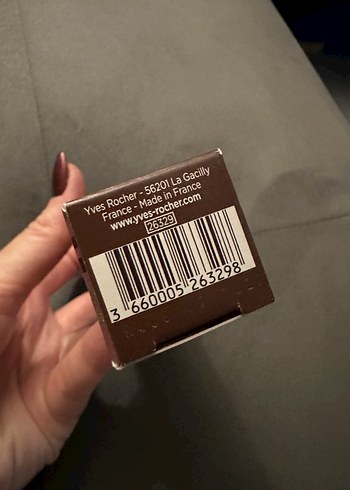 Yves Rocher - 56201 La Gacilly
France - Made in France
www.yves-rocher.com
26329
3 660005 263298